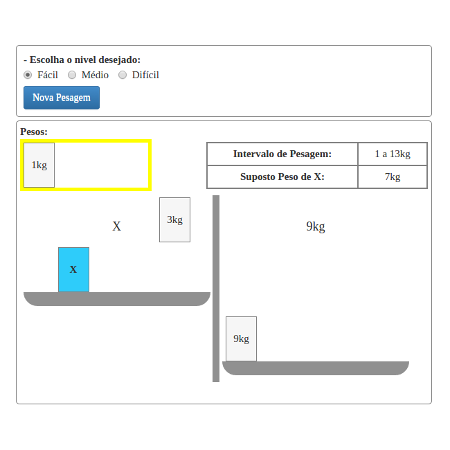 - Escolha o nível desejado:
Fácil Médio Difícil
Nova Pesagem
Pesos:
1kg
Intervalo de Pesagem: 1 a 13kg
Suposto Peso de X: 7kg
X 3kg 9kg
X
9kg